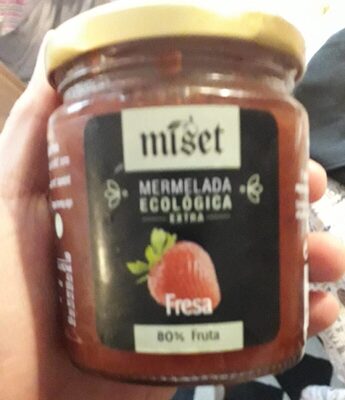 miset
MERMELADA
ECOLÓGICA
EXTRA
Fresa
80% Fruta